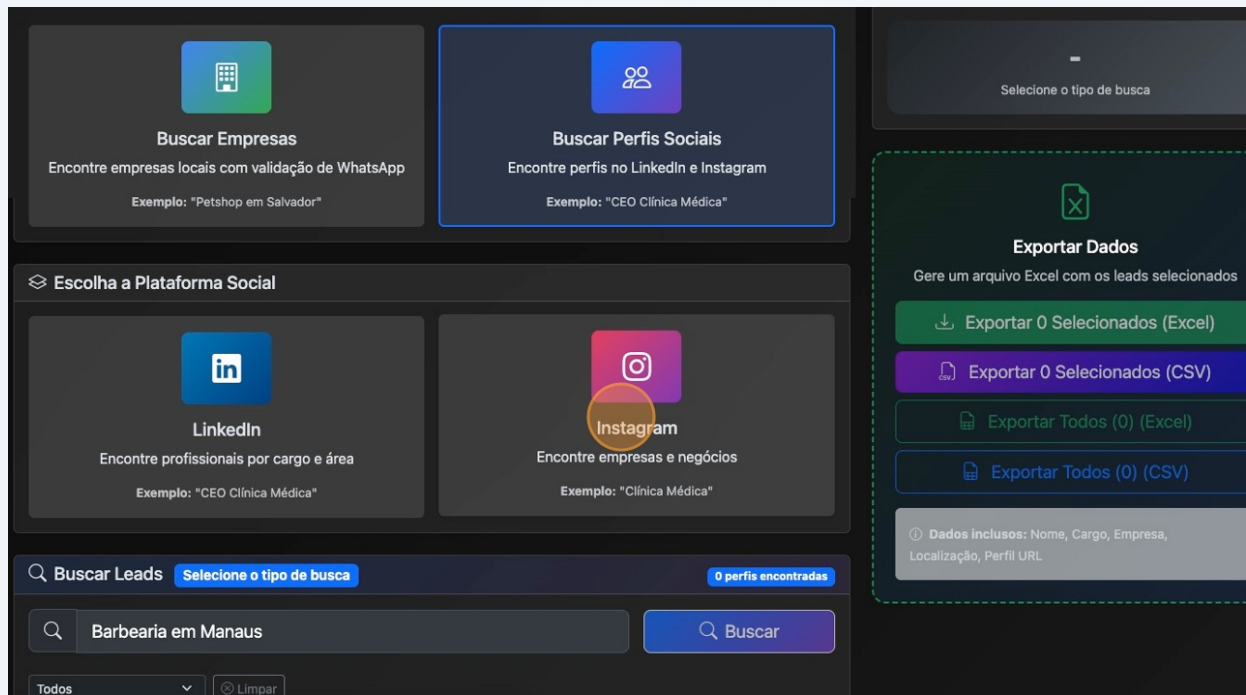 Buscar Empresas
Encontre empresas locais com validação de WhatsApp
Exemplo: "Petshop em Salvador"
Buscar Perfis Sociais
Encontre perfis no LinkedIn e Instagram
Exemplo: "CEO Clínica Médica"
Escolha a Plataforma Social
in
LinkedIn
Encontre profissionais por cargo e área
Exemplo: "CEO Clínica Médica"
Instagram
Encontre empresas e negócios
Exemplo: "Clínica Médica"
Buscar Leads Selecione o tipo de busca 0 perfis encontradas
Barbearia em Manaus
Buscar
Todos
Limpar
-
Selecione o tipo de busca
Exportar Dados
Gere um arquivo Excel com os leads selecionados
Exportar 0 Selecionados (Excel)
CSV Exportar 0 Selecionados (CSV)
Exportar Todos (0) (Excel)
Exportar Todos (0) (CSV)
Dados inclusos: Nome, Cargo, Empresa,
Localização, Perfil URL